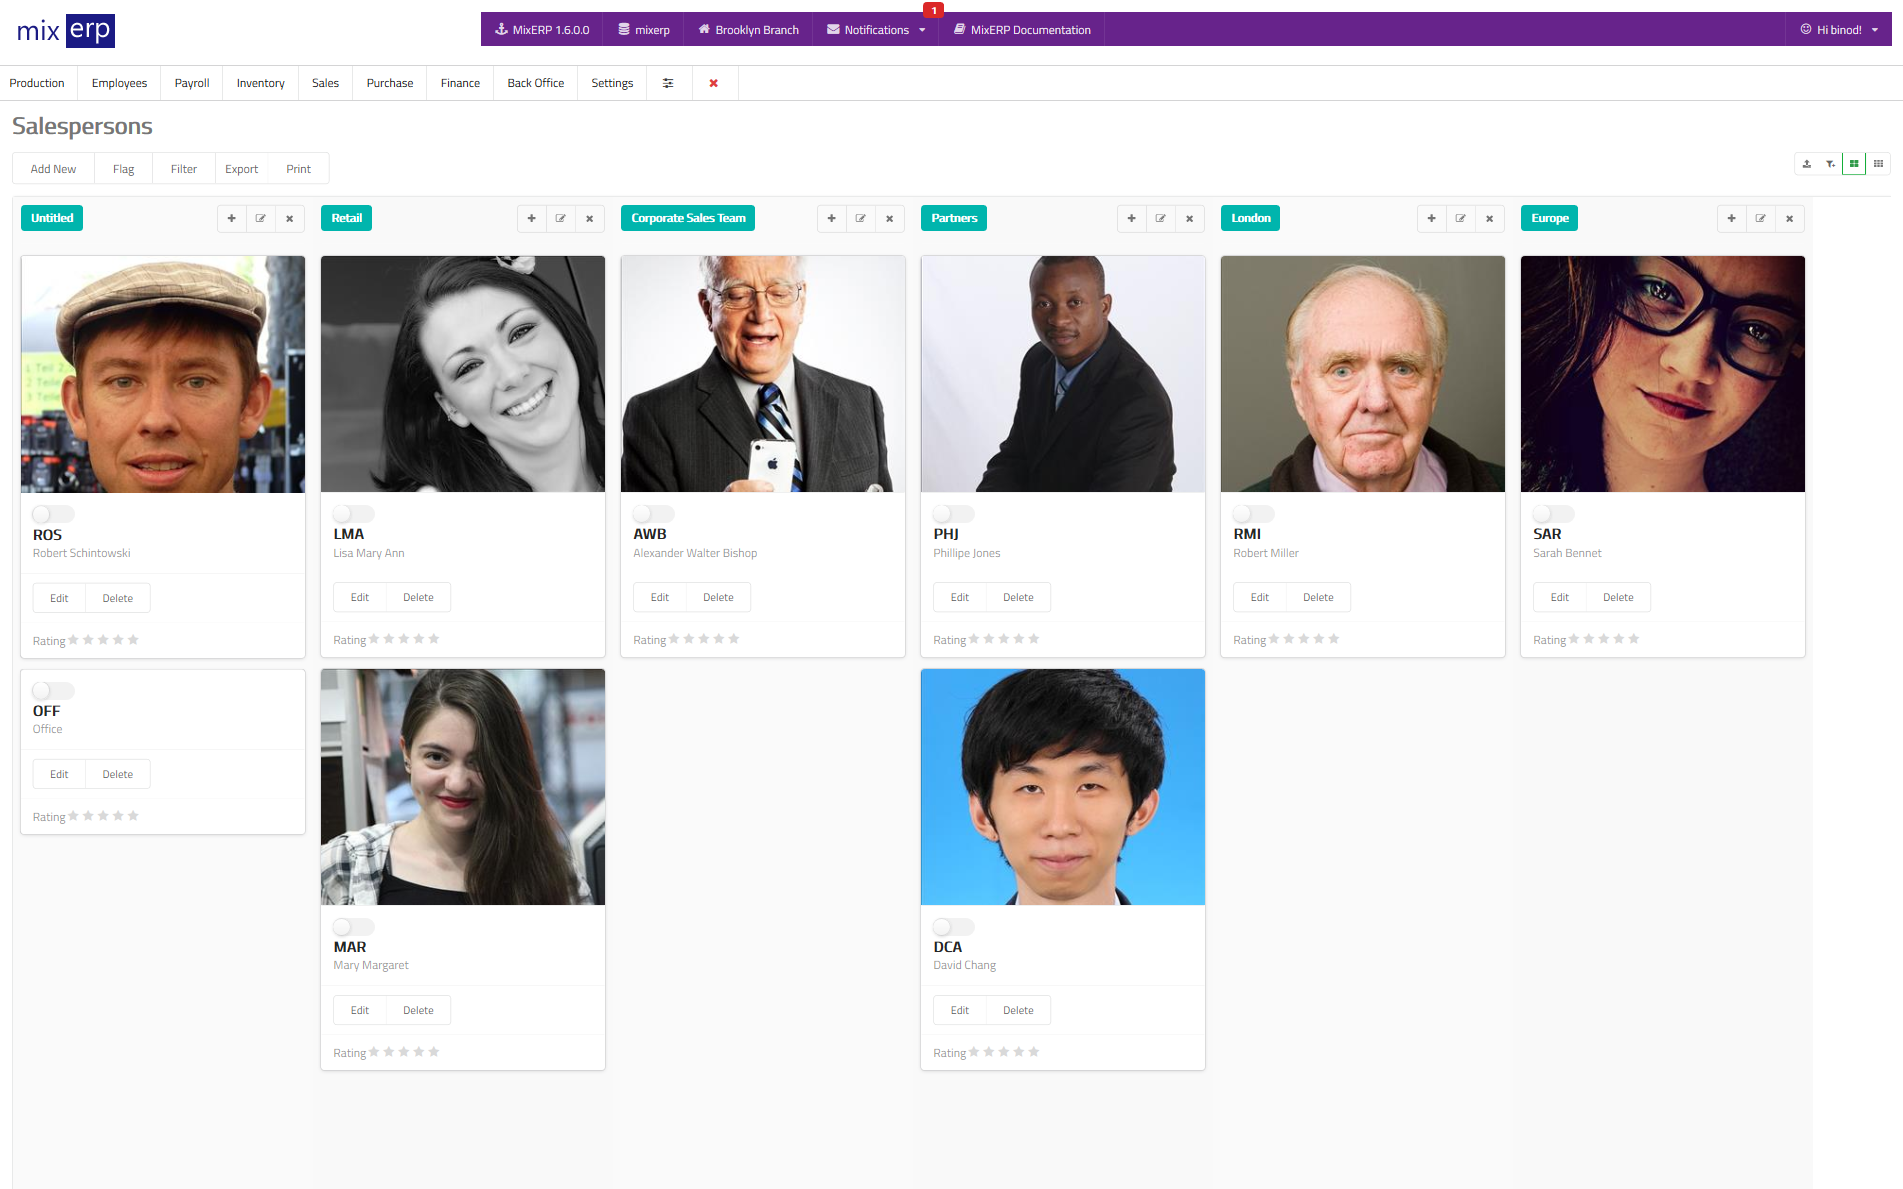 mix erp
MixERP 1.6.0.0 mixerp Brooklyn Branch Notifications 1 MixERP Documentation Hi binod!
Production Employees Payroll Inventory Sales Purchase Finance Back Office Settings
Salespersons
Add New Flag Filter Export Print
Untitled Retail Corporate Sales Team Partners London Europe
1 Teil
2 Teile
3
ROS
Robert Schintowski
Edit Delete
Rating
OFF
Office
Edit Delete
Rating
LMA
Lisa Mary Ann
Edit Delete
Rating
MAR
Mary Margaret
Edit Delete
Rating
AWB
Alexander Walter Bishop
Edit Delete
Rating
PHJ
Phillipe Jones
Edit Delete
Rating
DCA
David Chang
Edit Delete
Rating
RMI
Robert Miller
Edit Delete
Rating
SAR
Sarah Bennet
Edit Delete
Rating